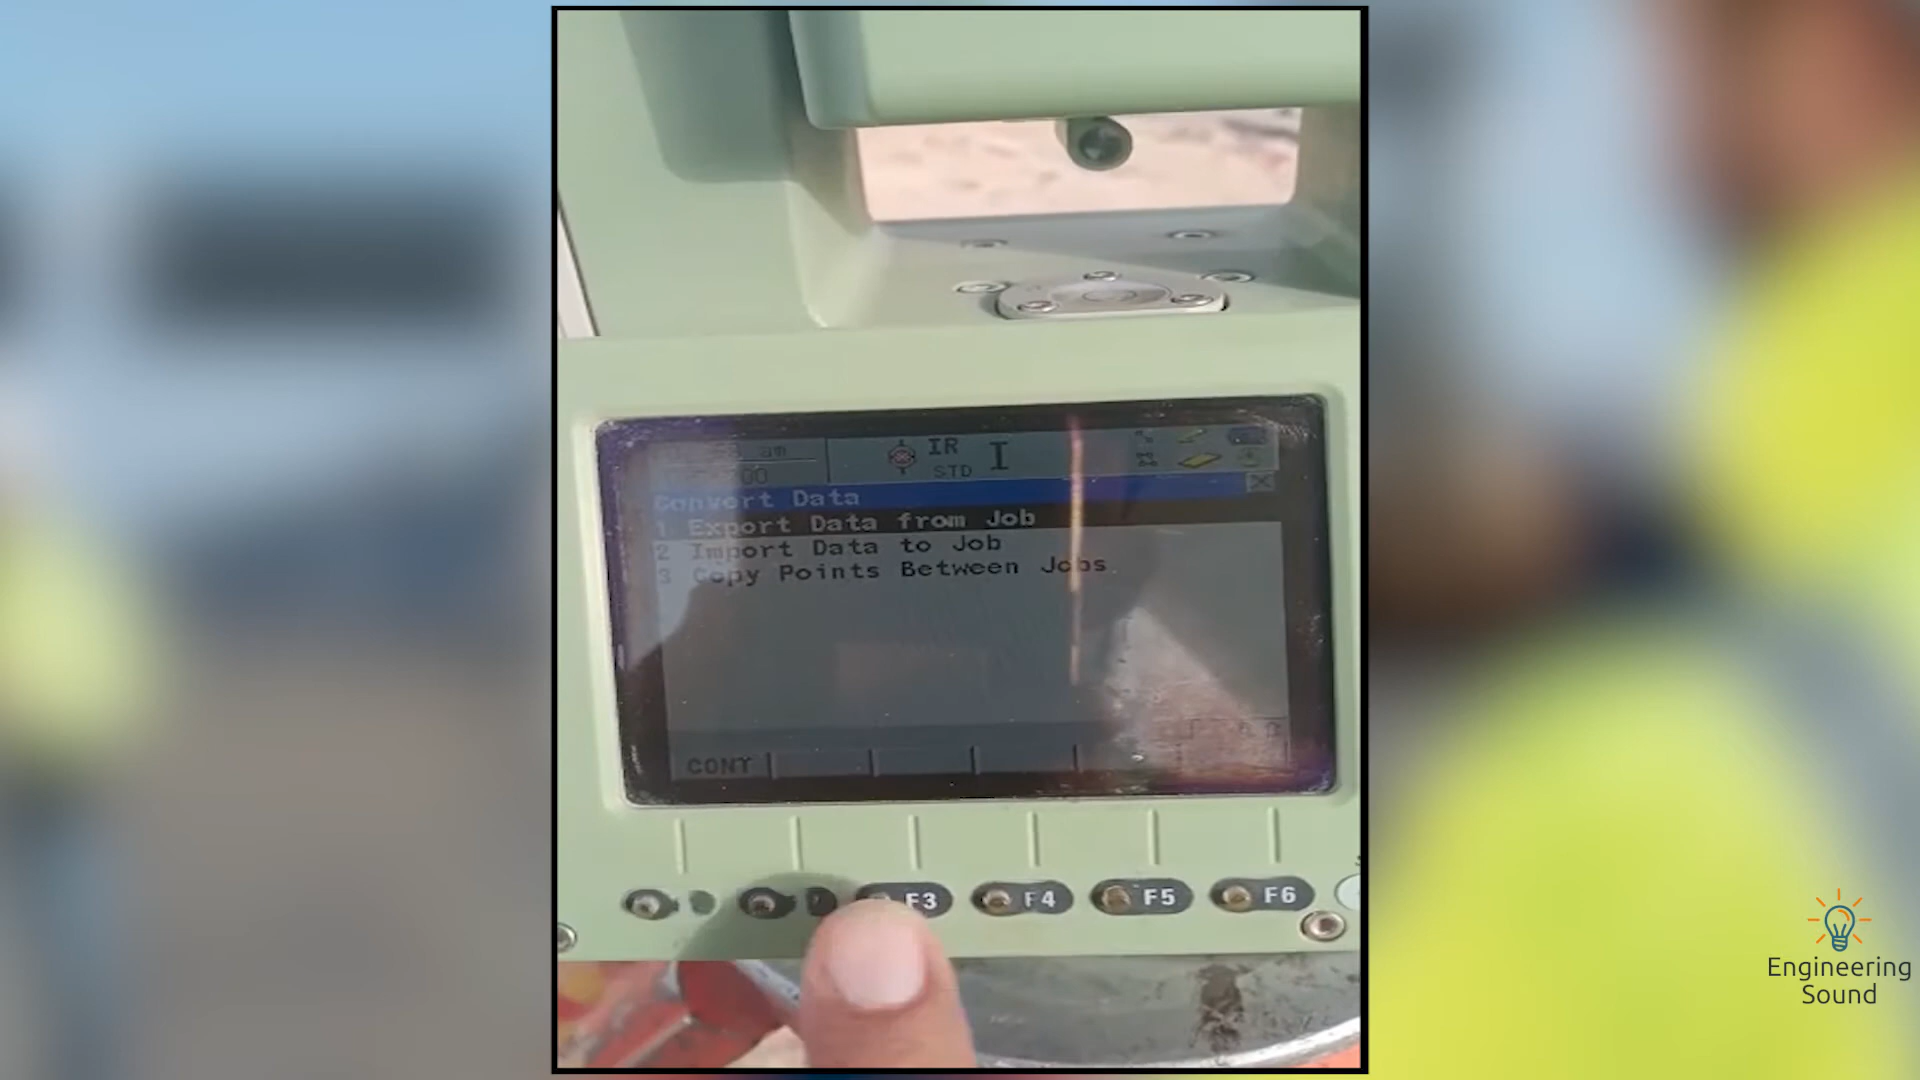 am
IR
STD
I
Convert Data
1 Export Data from Job
2 Import Data to Job
3 Copy Points Between Jobs
CONT
F3
F4
F5
F6
Engineering
Sound